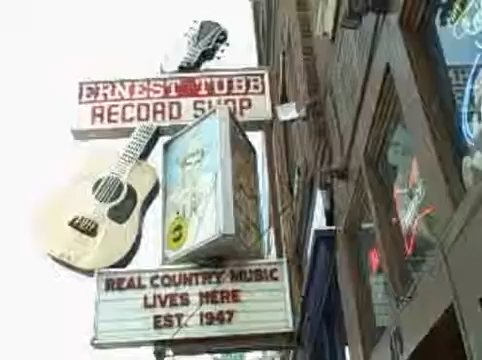 ERNEST TUBB
RECORD SHOP
REAL COUNTRY MUSIC
LIVES HERE
EST. 1947